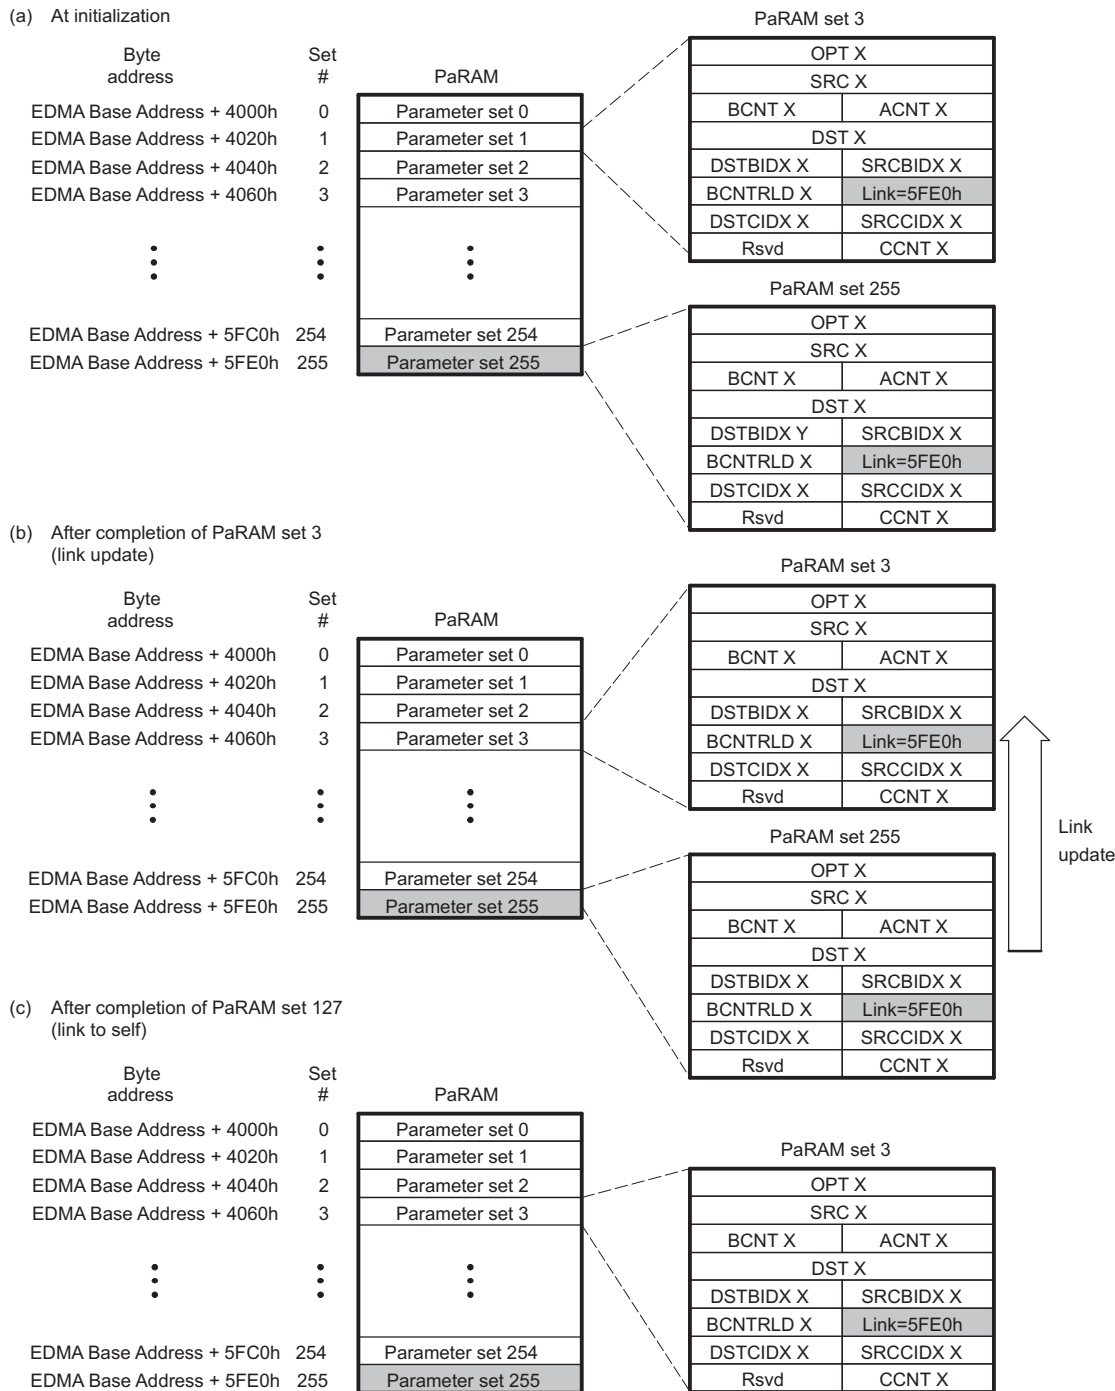 (a) At initialization
Byte address
Set #
PaRAM
EDMA Base Address + 4000h 0 Parameter set 0
EDMA Base Address + 4020h 1 Parameter set 1
EDMA Base Address + 4040h 2 Parameter set 2
EDMA Base Address + 4060h 3 Parameter set 3
EDMA Base Address + 5FC0h 254 Parameter set 254
EDMA Base Address + 5FE0h 255 Parameter set 255
PaRAM set 3
OPT X
SRC X
BCNT X ACNT X
DST X
DSTBIDX X SRCBIDX X
BCNTRLD X Link=5FE0h
DSTCIDX X SRCCIDX X
Rsvd CCNT X
PaRAM set 255
OPT X
SRC X
BCNT X ACNT X
DST X
DSTBIDX Y SRCBIDX X
BCNTRLD X Link=5FE0h
DSTCIDX X SRCCIDX X
Rsvd CCNT X
(b) After completion of PaRAM set 3
(link update)
Byte address
Set #
PaRAM
EDMA Base Address + 4000h 0 Parameter set 0
EDMA Base Address + 4020h 1 Parameter set 1
EDMA Base Address + 4040h 2 Parameter set 2
EDMA Base Address + 4060h 3 Parameter set 3
EDMA Base Address + 5FC0h 254 Parameter set 254
EDMA Base Address + 5FE0h 255 Parameter set 255
PaRAM set 3
OPT X
SRC X
BCNT X ACNT X
DST X
DSTBIDX X SRCBIDX X
BCNTRLD X Link=5FE0h
DSTCIDX X SRCCIDX X
Rsvd CCNT X
PaRAM set 255
OPT X
SRC X
BCNT X ACNT X
DST X
DSTBIDX X SRCBIDX X
BCNTRLD X Link=5FE0h
DSTCIDX X SRCCIDX X
Rsvd CCNT X
Link
update
(c) After completion of PaRAM set 127
(link to self)
Byte address
Set #
PaRAM
EDMA Base Address + 4000h 0 Parameter set 0
EDMA Base Address + 4020h 1 Parameter set 1
EDMA Base Address + 4040h 2 Parameter set 2
EDMA Base Address + 4060h 3 Parameter set 3
EDMA Base Address + 5FC0h 254 Parameter set 254
EDMA Base Address + 5FE0h 255 Parameter set 255
PaRAM set 3
OPT X
SRC X
BCNT X ACNT X
DST X
DSTBIDX X SRCBIDX X
BCNTRLD X Link=5FE0h
DSTCIDX X SRCCIDX X
Rsvd CCNT X